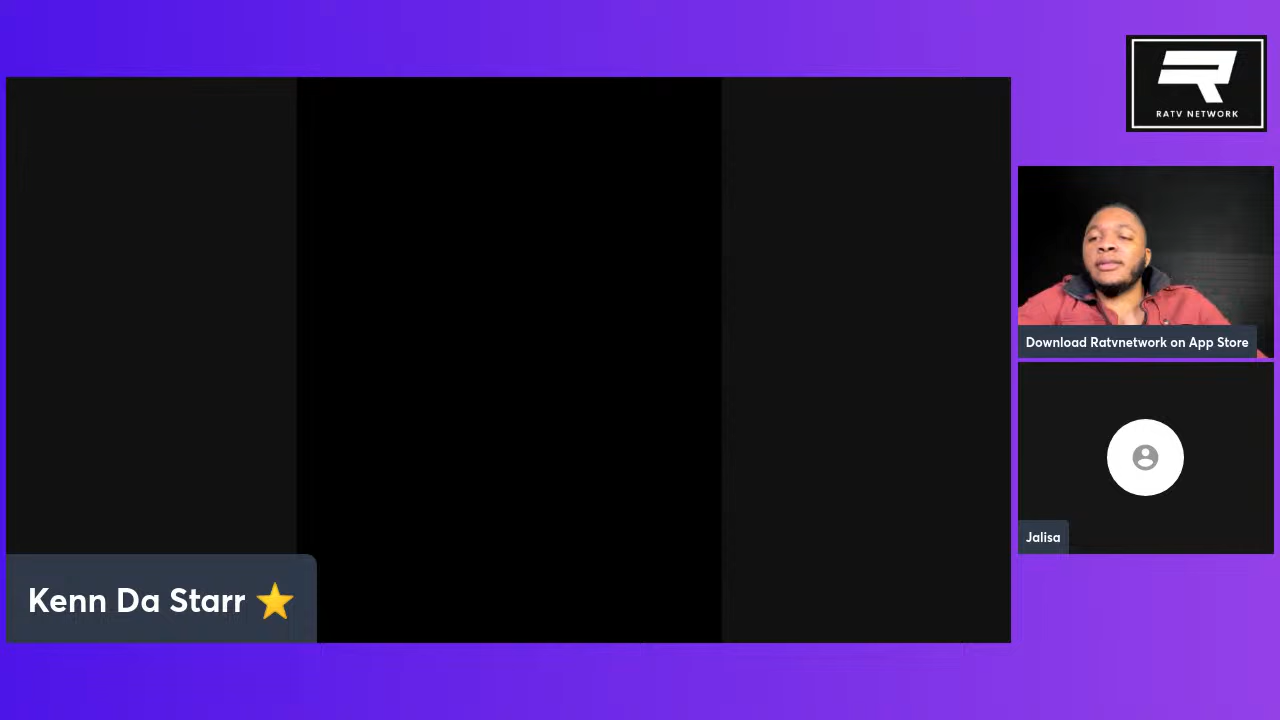 RATV NETWORK
Download Ratvnetwork on App Store
Jalisa
Kenn Da Starr ⭐